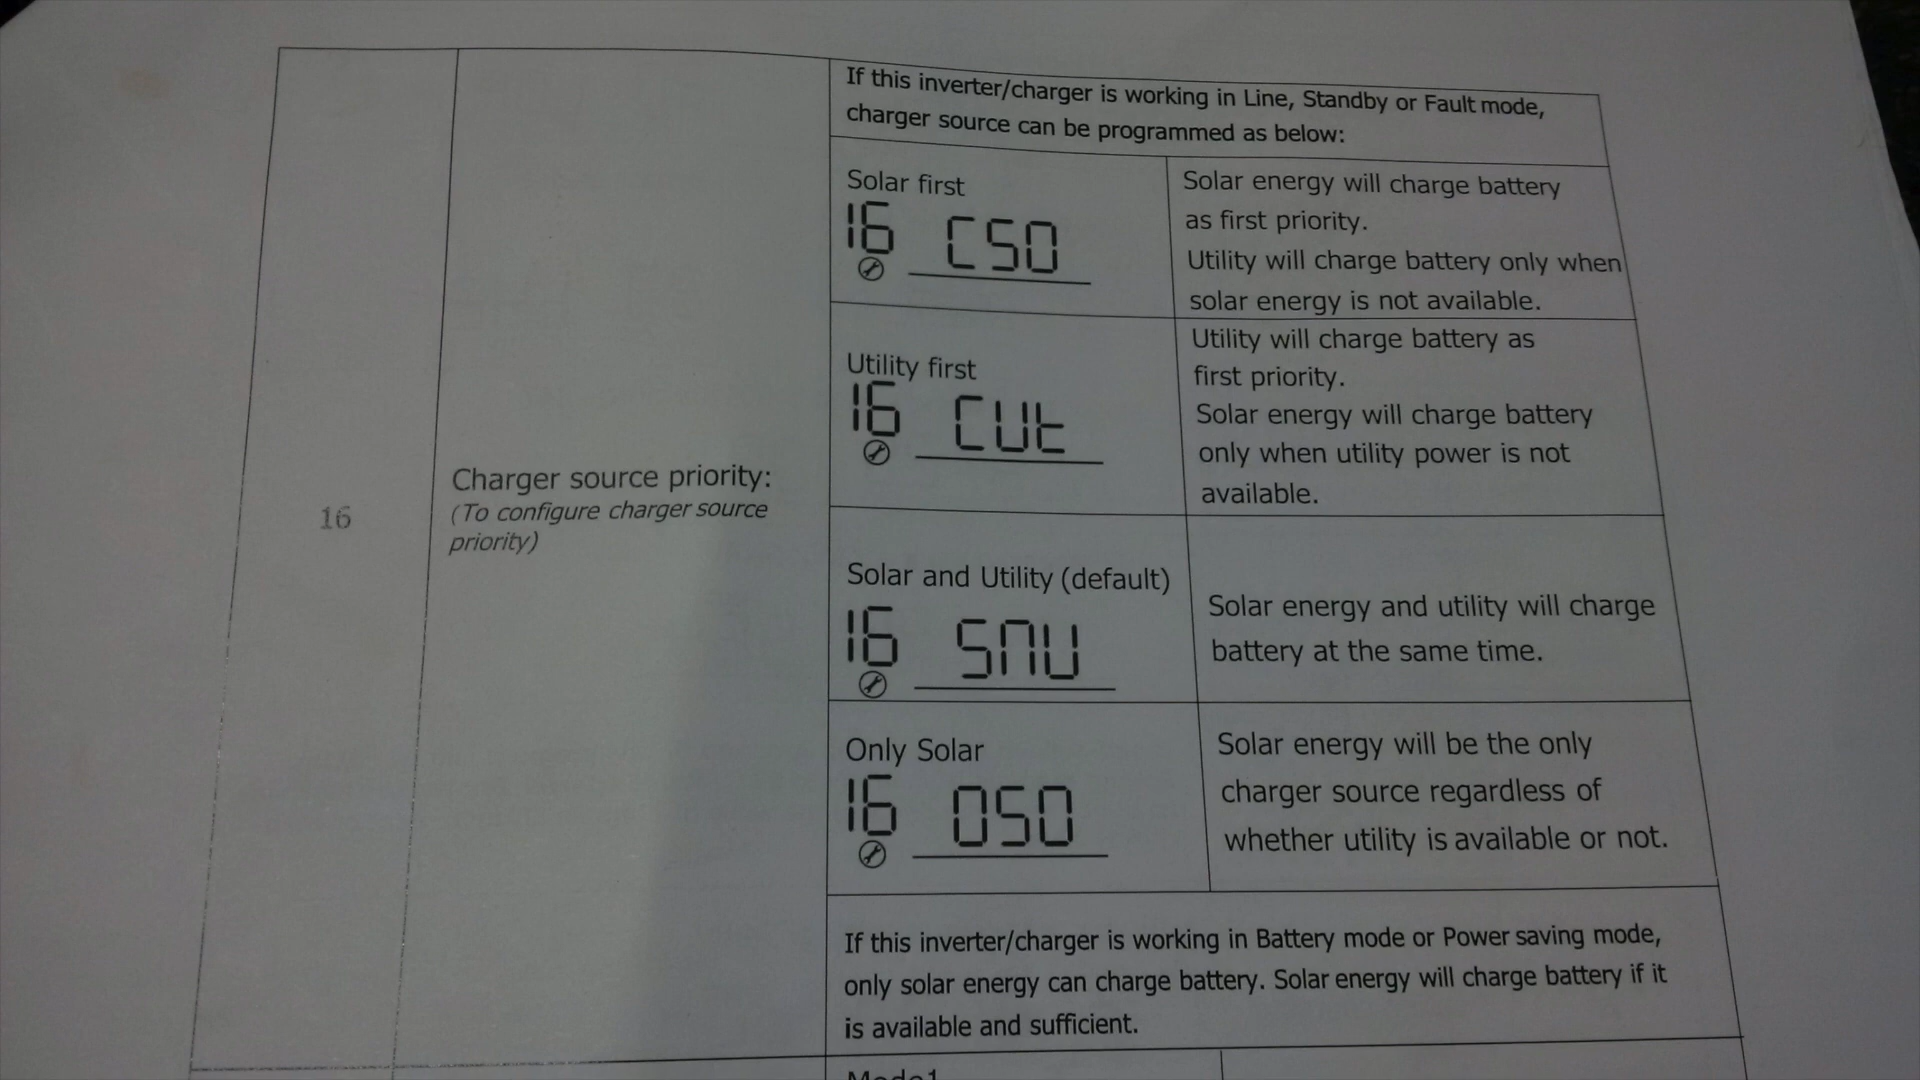 If this inverter/charger is working in Line, Standby or Fault mode,
charger source can be programmed as below:
16
Charger source priority:
(To configure charger source
priority)
Solar first
16 CSO
Solar energy will charge battery
as first priority.
Utility will charge battery only when
solar energy is not available.
Utility first
16 CUt
Utility will charge battery as
first priority.
Solar energy will charge battery
only when utility power is not
available.
Solar and Utility (default)
16 SNU
Solar energy and utility will charge
battery at the same time.
Only Solar
16 OSO
Solar energy will be the only
charger source regardless of
whether utility is available or not.
If this inverter/charger is working in Battery mode or Power saving mode,
only solar energy can charge battery. Solar energy will charge battery if it
is available and sufficient.
Mode1